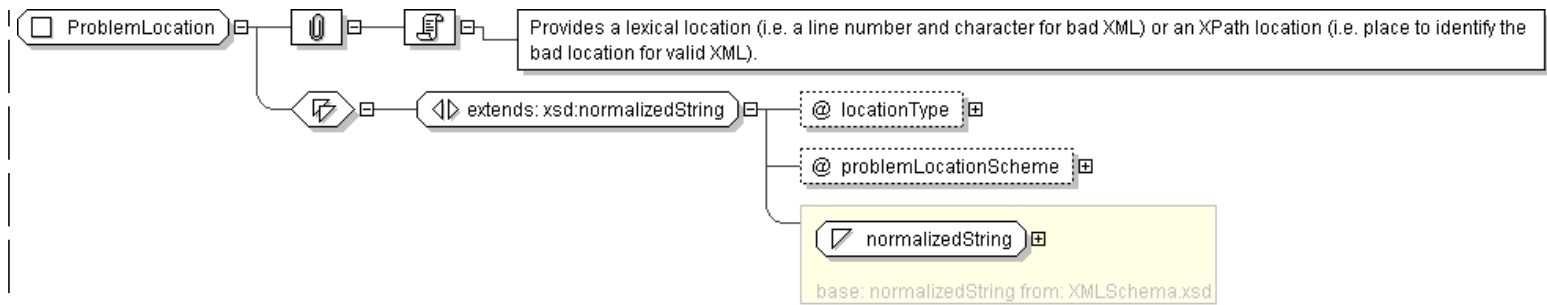 ProblemLocation
Provides a lexical location (i.e. a line number and character for bad XML) or an XPath location (i.e. place to identify the
bad location for valid XML).
extends: xsd:normalizedString
@ locationType
@ problemLocationScheme
normalizedString
base: normalizedString from: XMLSchema.xsd